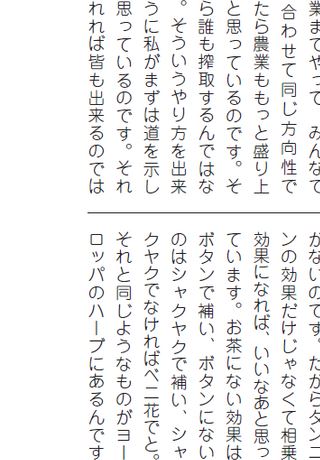 業までやって　みんなで
合わせて同じ方向性で
たら農業ももっと盛り上
と思っているのです。そ
ら誰も搾取するんではな
。そういうやり方を出来
うに私がまずは道を示し
思っているのです。それ
れれば皆も出来るのでは
がないのです。だからタンニ
ンの効果だけじゃなくて相乗
効果になれば、いいなあと思っ
ています。お茶にない効果は
ボタンで補い、ボタンにない
のはシャクヤクで補い、シャ
クヤクでなければベニ花でと。
それと同じようなものがヨー
ロッパのハーブにあるんです